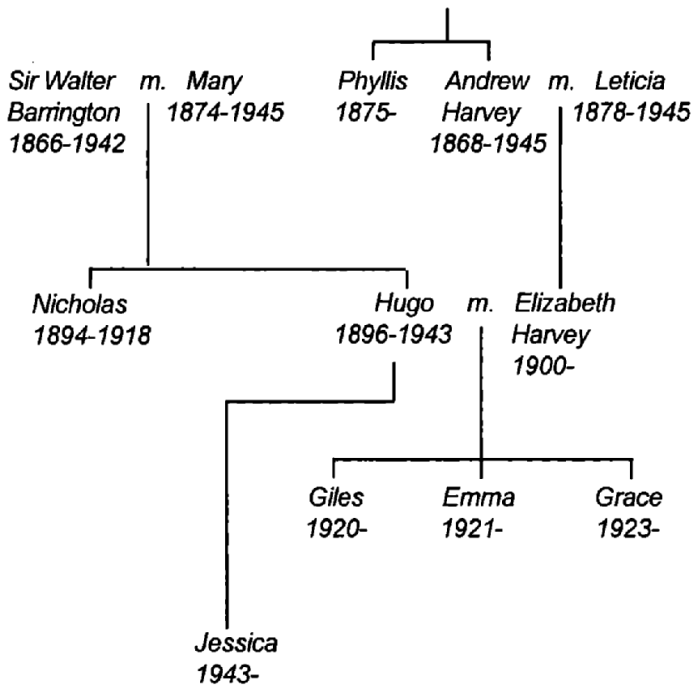 Sir Walter m. Mary Phyllis Andrew m. Leticia
Barrington 1874-1945 1875- Harvey 1878-1945
1866-1942 1868-1945
Nicholas Hugo m. Elizabeth
1894-1918 1896-1943 Harvey
1900-
Giles Emma Grace
1920- 1921- 1923-
Jessica
1943-